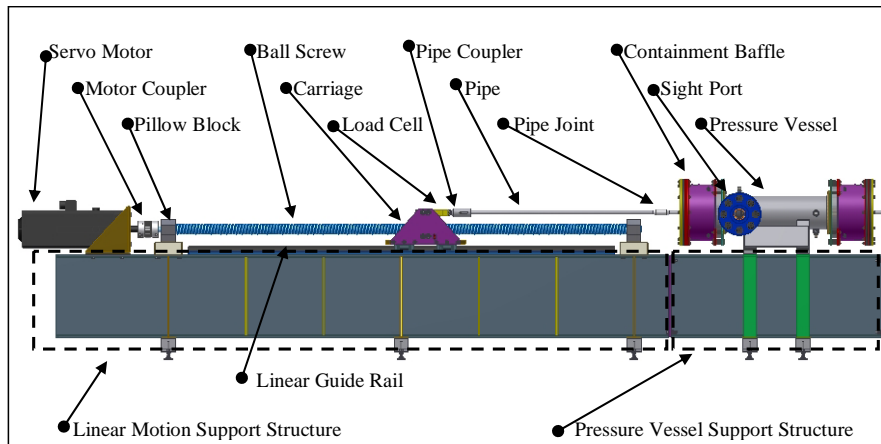 Servo Motor
Ball Screw
Pipe Coupler
Containment Baffle
Motor Coupler
Carriage
Pipe
Sight Port
Pillow Block
Load Cell
Pipe Joint
Pressure Vessel
Linear Guide Rail
Linear Motion Support Structure
Pressure Vessel Support Structure